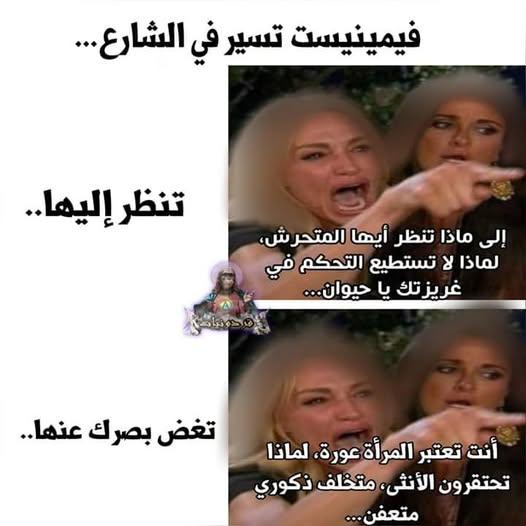 فيمينيست تسير في الشارع...
تنظر إليها..
إلى ماذا تنظر أيها المتحرش،
لماذا لا تستطيع التحكم في
غريزتك يا حيوان...
تغض بصرك عنها..
أنت تعتبر المرأة عورة، لماذا
تحتقرون الأنثى، متخلف ذكوري
متعفن...